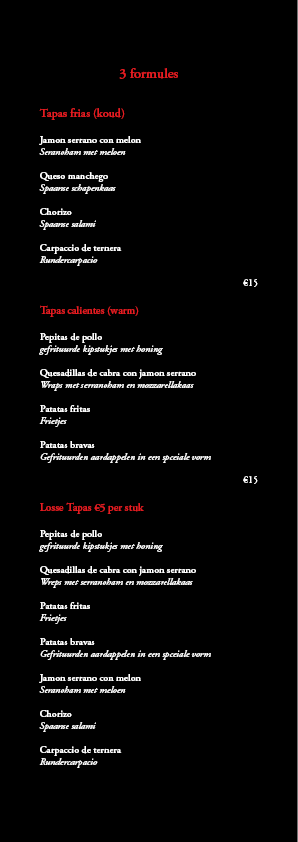 3 formules
Tapas frias (koud)
Jamon serrano con melon
Seranoham met meloen
Queso manchego
Spaanse schapenkaas
Chorizo
Spaanse salami
Carpaccio de ternera
Rundercarpacio
€15
Tapas calientes (warm)
Pepitas de pollo
gefrituurde kipstukjes met honing
Quesadillas de cabra con jamon serrano
Wraps met serranoham en mozzarellakaas
Patatas fritas
Frietjes
Patatas bravas
Gefrituurden aardappelen in een speciale vorm
€15
Losse Tapas €5 per stuk
Pepitas de pollo
gefrituurde kipstukjes met honing
Quesadillas de cabra con jamon serrano
Wreps met serranoham en mozzarellakaas
Patatas fritas
Frietjes
Patatas bravas
Gefrituurden aardappelen in een speciale vorm
Jamon serrano con melon
Seranoham met meloen
Chorizo
Spaanse salami
Carpaccio de ternera
Rundercarpacio